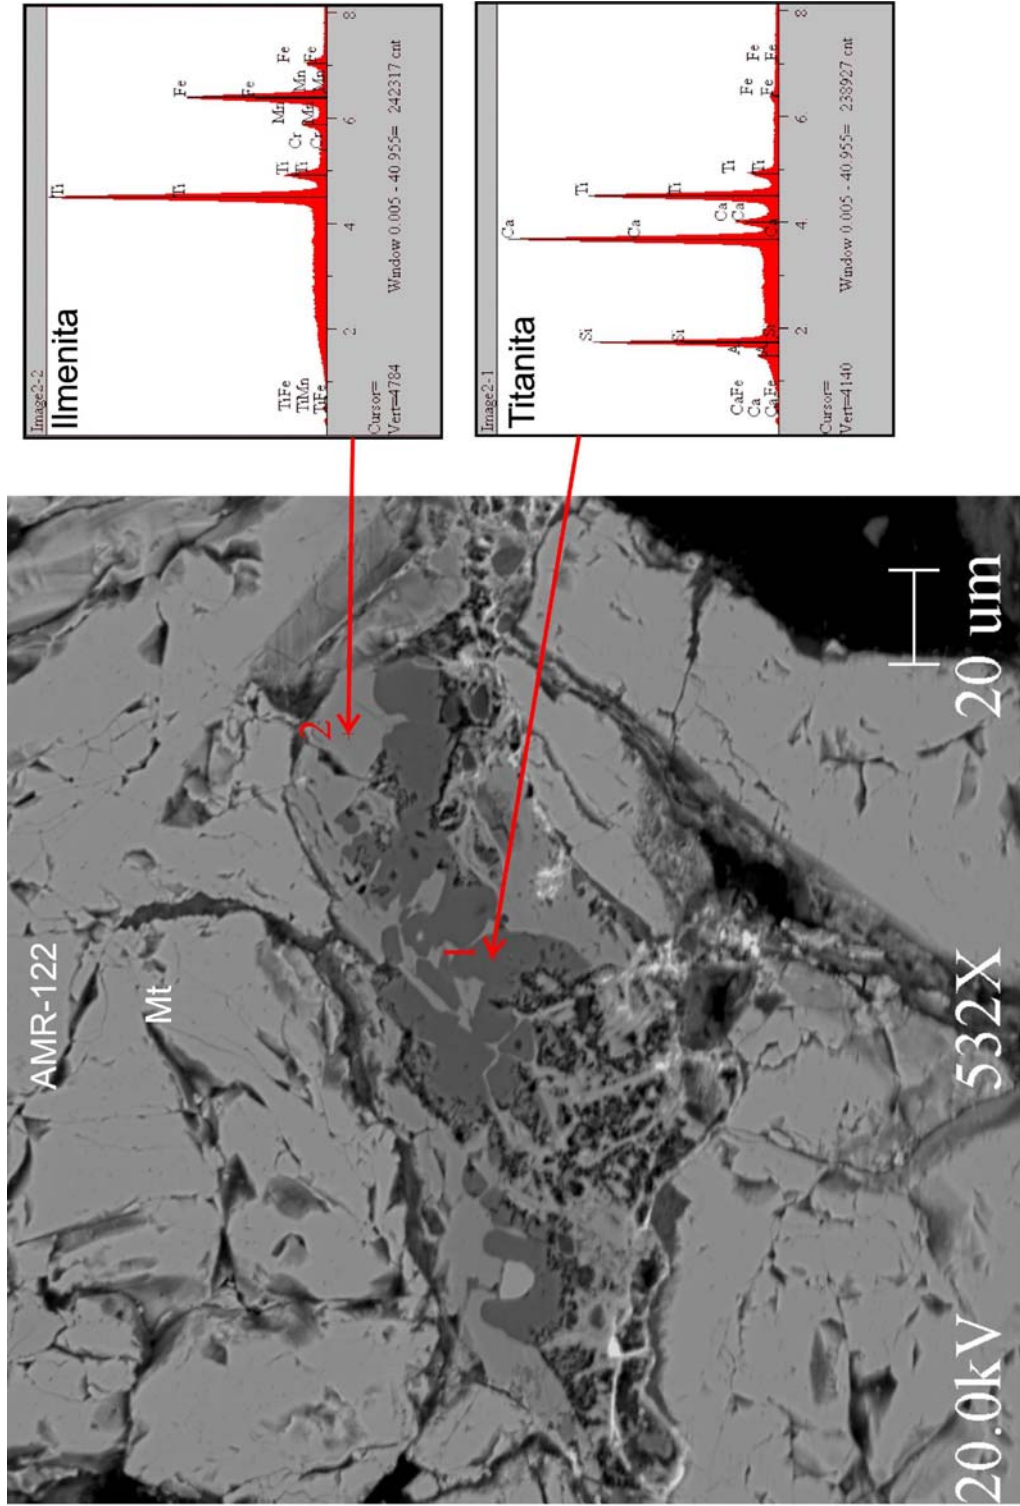 AMR-122
Mt
1
2
20.0kV
532X
20 um
Image2-2
Ilmenita
Ti
Ti
Ti
Ti
Cr
Cr
Mn
Mn
Fe
Fe
Mn
Mn
Fe
Fe
TiFe
TiMn
TiFe
2
4
6
8
Cursor=
Vert=4784 Window 0.005 - 40.955= 242317 cnt
Image2-1
Titanita
CaFe
Ca
CaFe
Si
Si
Si
Ca
Ca
Ca
Ca
Ca
Ti
Ti
Ti
Ti
Fe
Fe
Fe
Fe
2
4
6
8
Cursor=
Vert=4140 Window 0.005 - 40.955= 238927 cnt